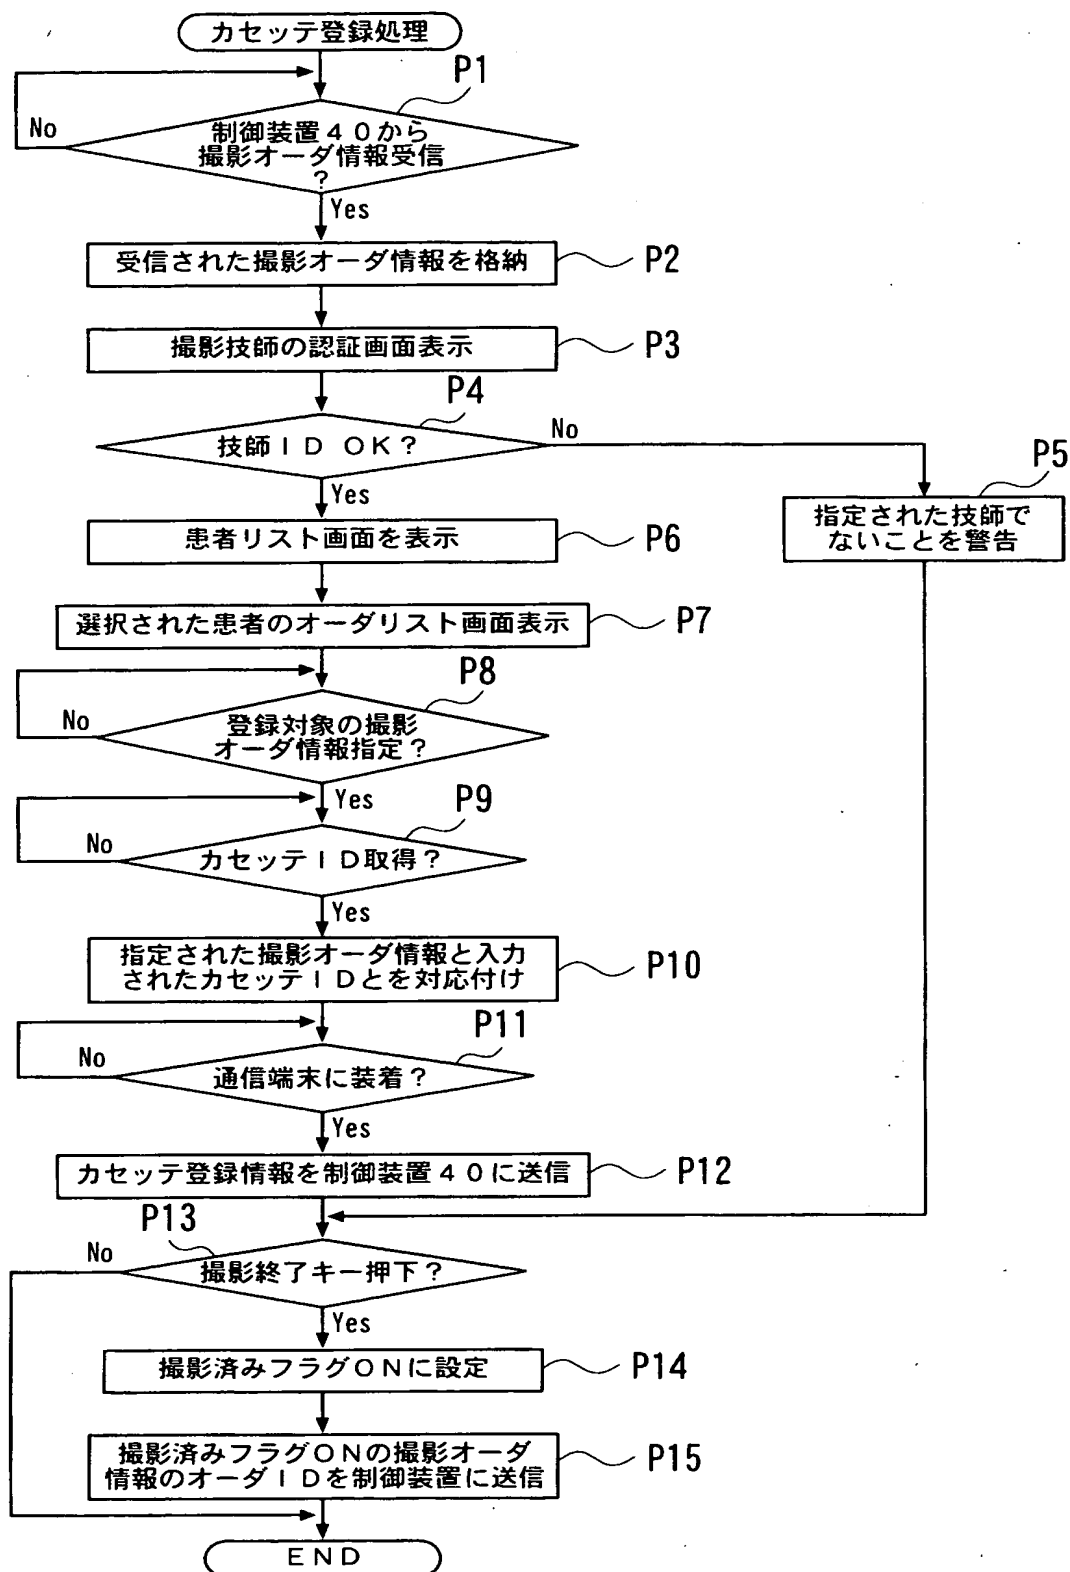 カセッテ登録処理
P1
No
制御装置40から
撮影オーダ情報受信
?
Yes
受信された撮影オーダ情報を格納
P2
撮影技師の認証画面表示
P3
P4
技師ID OK?
No
Yes
P5
指定された技師で
ないことを警告
患者リスト画面を表示
P6
選択された患者のオーダリスト画面表示
P7
P8
No
登録対象の撮影
オーダ情報指定?
Yes
P9
No
カセッテID取得?
Yes
指定された撮影オーダ情報と入力
されたカセッテIDとを対応付け
P10
P11
No
通信端末に装着?
Yes
カセッテ登録情報を制御装置40に送信
P12
P13
No
撮影終了キー押下?
Yes
撮影済みフラグONに設定
P14
撮影済みフラグONの撮影オーダ
情報のオーダIDを制御装置に送信
P15
END